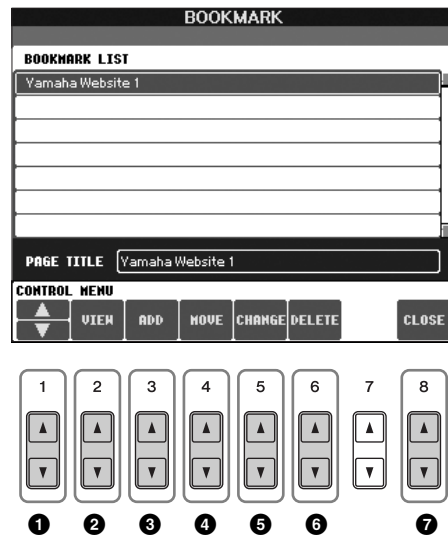 BOOKMARK
BOOKMARK LIST
Yamaha Website 1
PAGE TITLE Yamaha Website 1
CONTROL MENU
VIEW ADD MOVE CHANGE DELETE CLOSE
1 2 3 4 5 6 7 8
❶ ❷ ❸ ❹ ❺ ❻ ❼